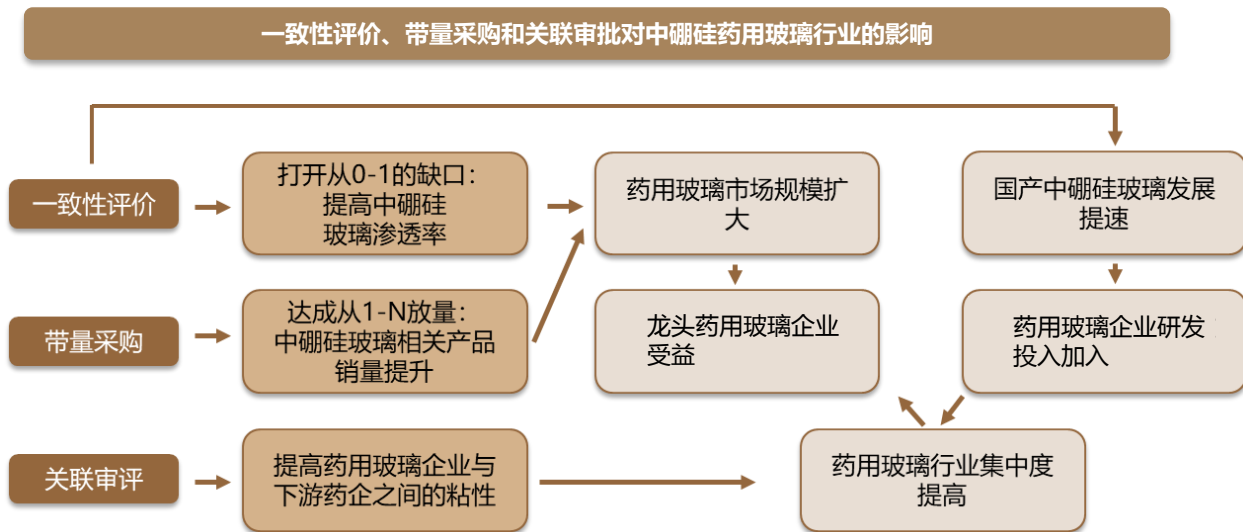 一致性评价、带量采购和关联审批对中硼硅药用玻璃行业的影响
一致性评价
打开从0-1的缺口：
提高中硼硅
玻璃渗透率
药用玻璃市场规模扩
大
国产中硼硅玻璃发展
提速
带量采购
达成从1-N放量：
中硼硅玻璃相关产品
销量提升
龙头药用玻璃企业
受益
药用玻璃企业研发
投入加入
关联审评
提高药用玻璃企业与
下游药企之间的粘性
药用玻璃行业集中度
提高